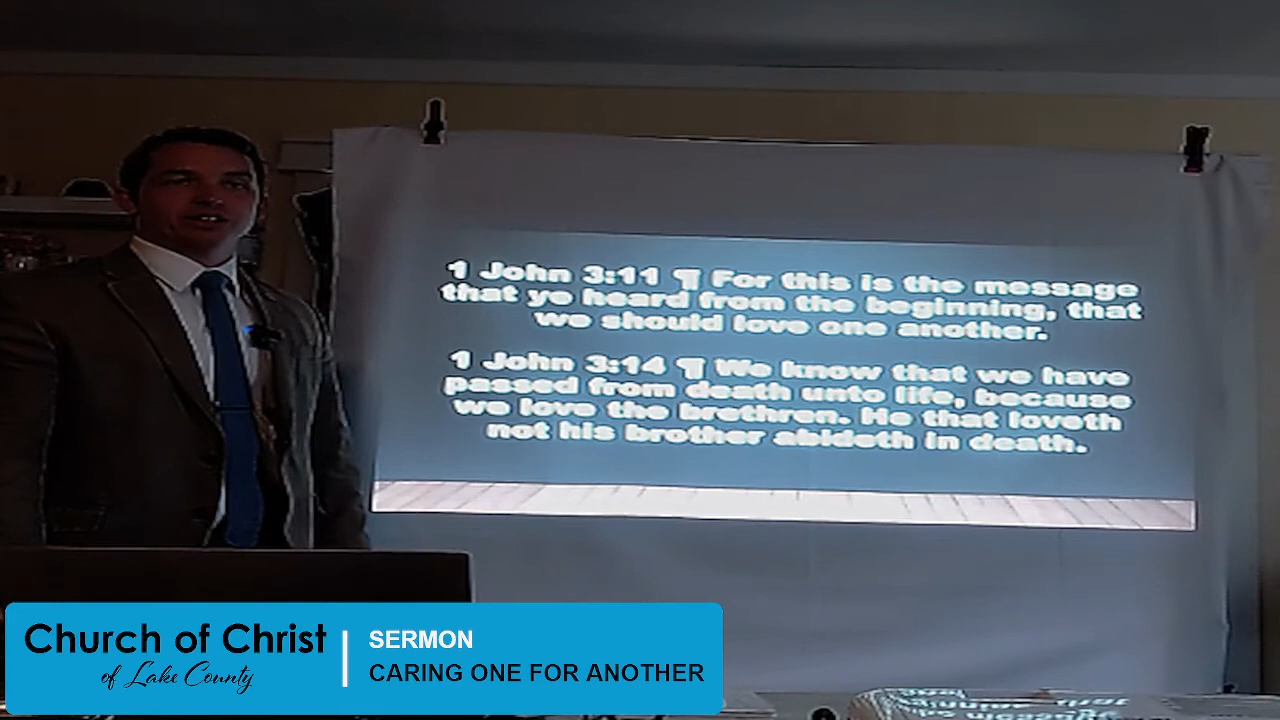 1 John 3:11 ¶ For this is the message
that ye heard from the beginning, that
we should love one another.
1 John 3:14 ¶ We know that we have
passed from death unto life, because
we love the brethren. He that loveth
not his brother abideth in death.
Church of Christ
of Lake County
SERMON
CARING ONE FOR ANOTHER